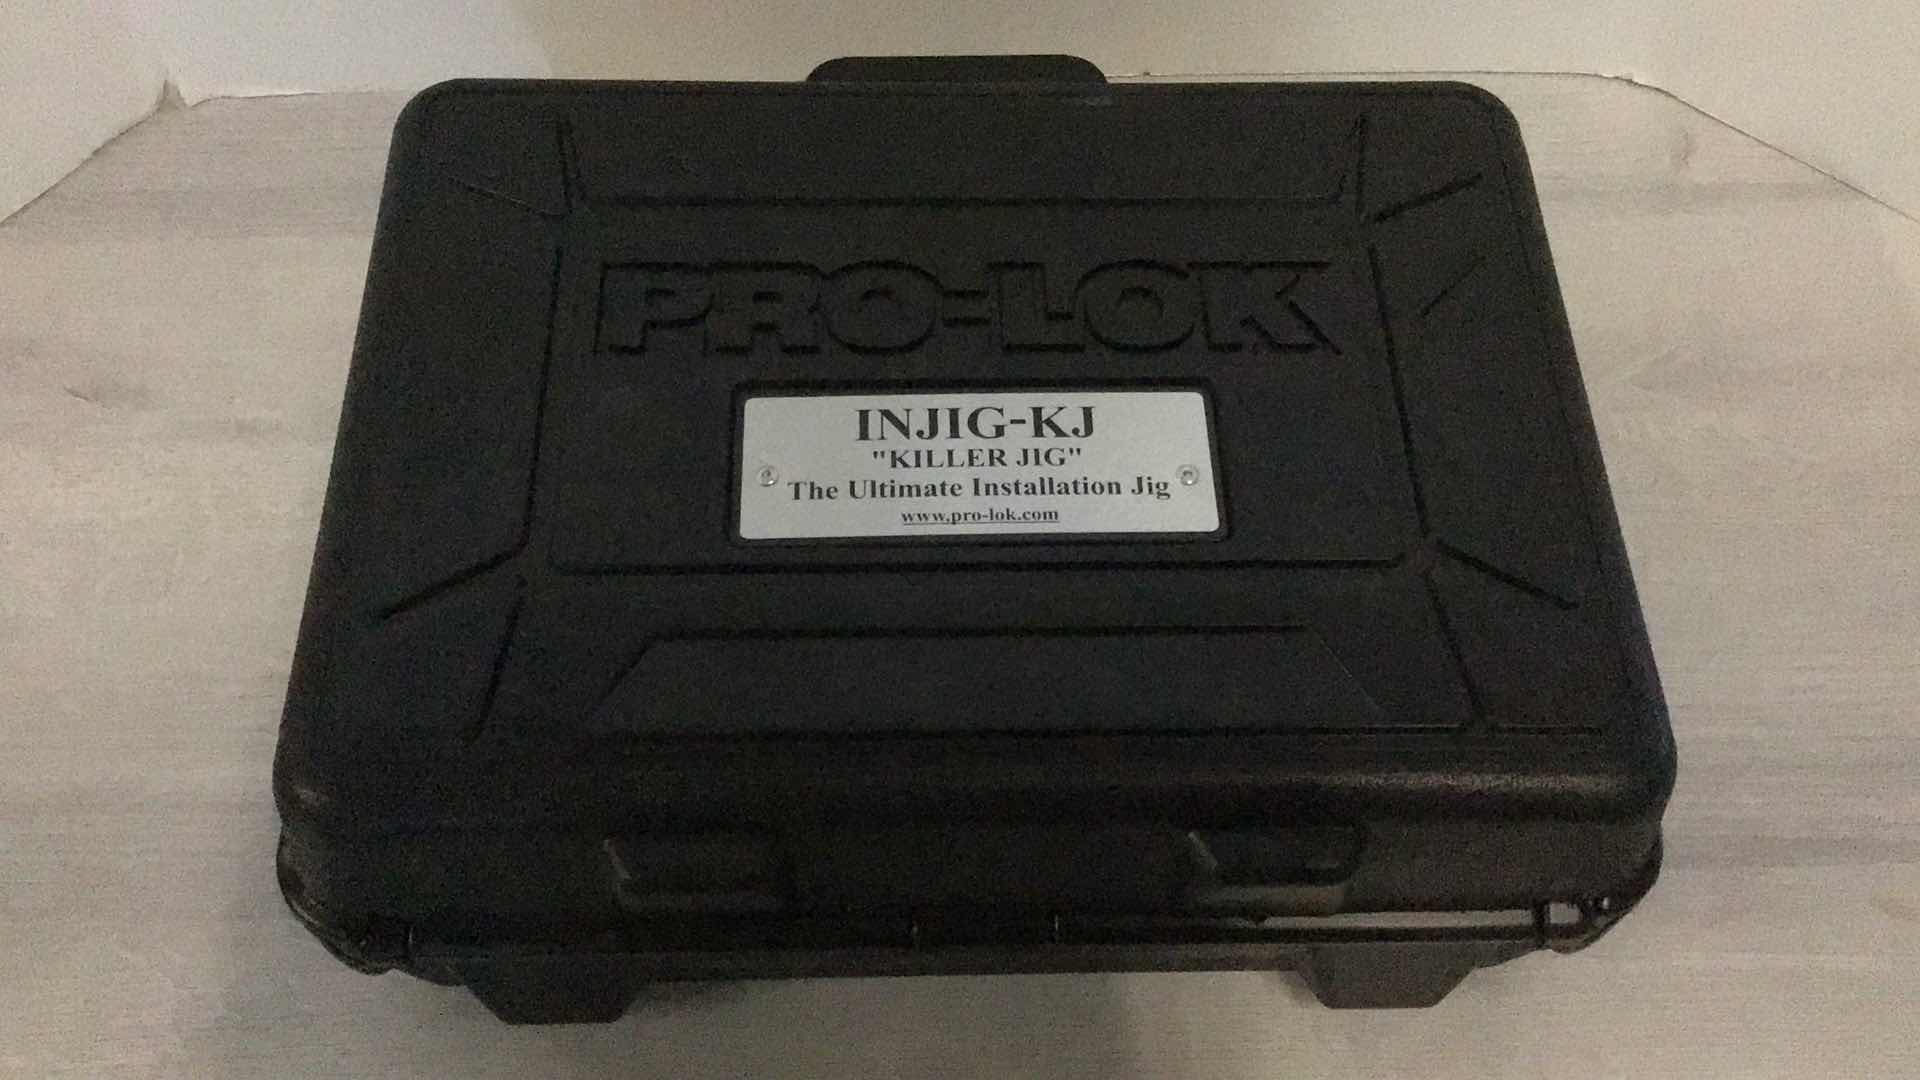 PRO-LOK
INJIG-KJ
"KILLER JIG"
The Ultimate Installation Jig
www.pro-lok.com